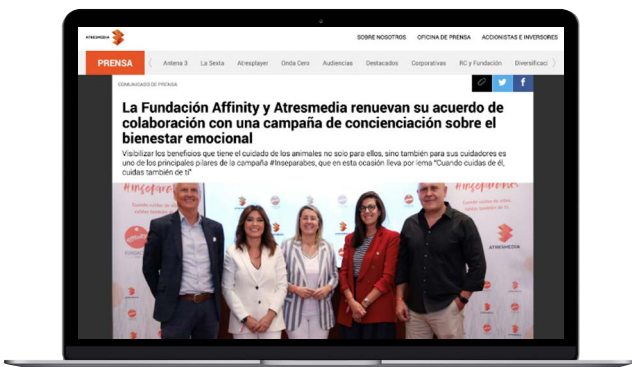 ATRESMEDIA
SOBRE NOSOTROS OFICINA DE PRENSA ACCIONISTAS E INVERSORES
PRENSA Antena 3 La Sexta Atresplayer Onda Cero Audiencias Destacados Corporativas RC y Fundación Diversificaci
COMUNICADO DE PRENSA
La Fundación Affinity y Atresmedia renuevan su acuerdo de
colaboración con una campaña de concienciación sobre el
bienestar emocional
Visibilizar los beneficios que tiene el cuidado de los animales no solo para ellos, sino también para sus cuidadores es
uno de los principales pilares de la campaña #Inseparabes, que en esta ocasión lleva por lema "Cuando cuidas de él,
cuidas también de ti"
ATRESMEDIA